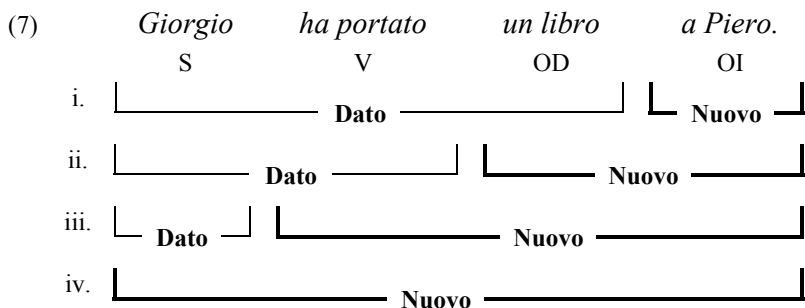 (7) Giorgio ha portato un libro a Piero.
S V OD OI
i. Dato Nuovo
ii. Dato Nuovo
iii. Dato Nuovo
iv. Nuovo